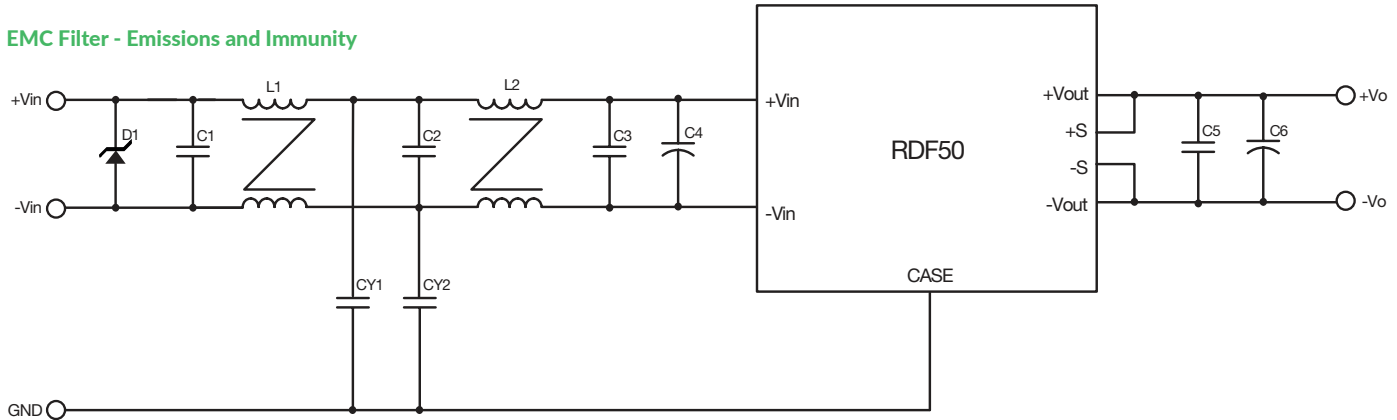 EMC Filter - Emissions and Immunity
L1
L2
+Vin
+Vin
+Vout
+Vo
D1
C1
C2
C3
C4
+S
C5
C6
RDF50
-S
-Vin
-Vin
-Vout
-Vo
CY1
CY2
CASE
GND